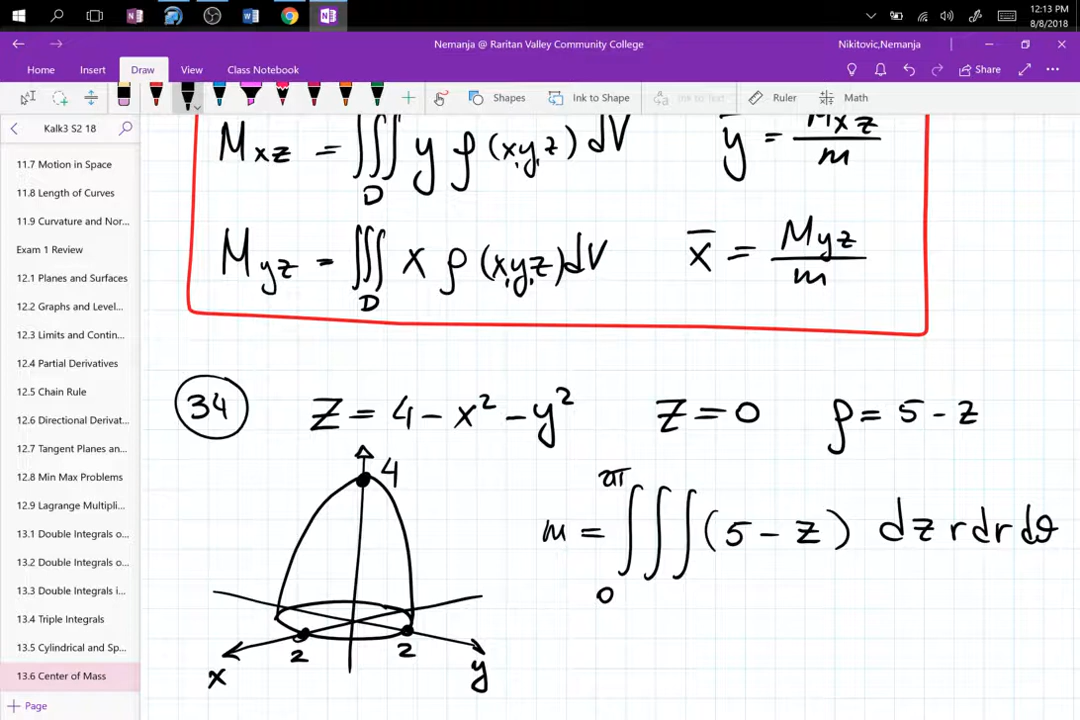 12:13 PM
8/8/2018
Nemanja @ Raritan Valley Community College
Nikitovic,Nemanja
Home Insert Draw View Class Notebook Share
Shapes Ink to Shape Ink to Text Ruler Math
Kalk3 S2 18
11.7 Motion in Space
11.8 Length of Curves
11.9 Curvature and Nor...
Exam 1 Review
12.1 Planes and Surfaces
12.2 Graphs and Level...
12.3 Limits and Contin...
12.4 Partial Derivatives
12.5 Chain Rule
12.6 Directional Derivat...
12.7 Tangent Planes an...
12.8 Min Max Problems
12.9 Lagrange Multipli...
13.1 Double Integrals o...
13.2 Double Integrals o...
13.3 Double Integrals i...
13.4 Triple Integrals
13.5 Cylindrical and Sp...
13.6 Center of Mass
+ Page
Mxz = ∭D y ρ(x,y,z) dV ȳ = Mxz/m
Myz = ∭D x ρ(x,y,z) dV x̄ = Myz/m
34 Z = 4 - x² - y² Z = 0 ρ = 5 - z
4
m = ∫₀^2π ∫∫ (5 - z) dz r dr dθ
2 2
x y